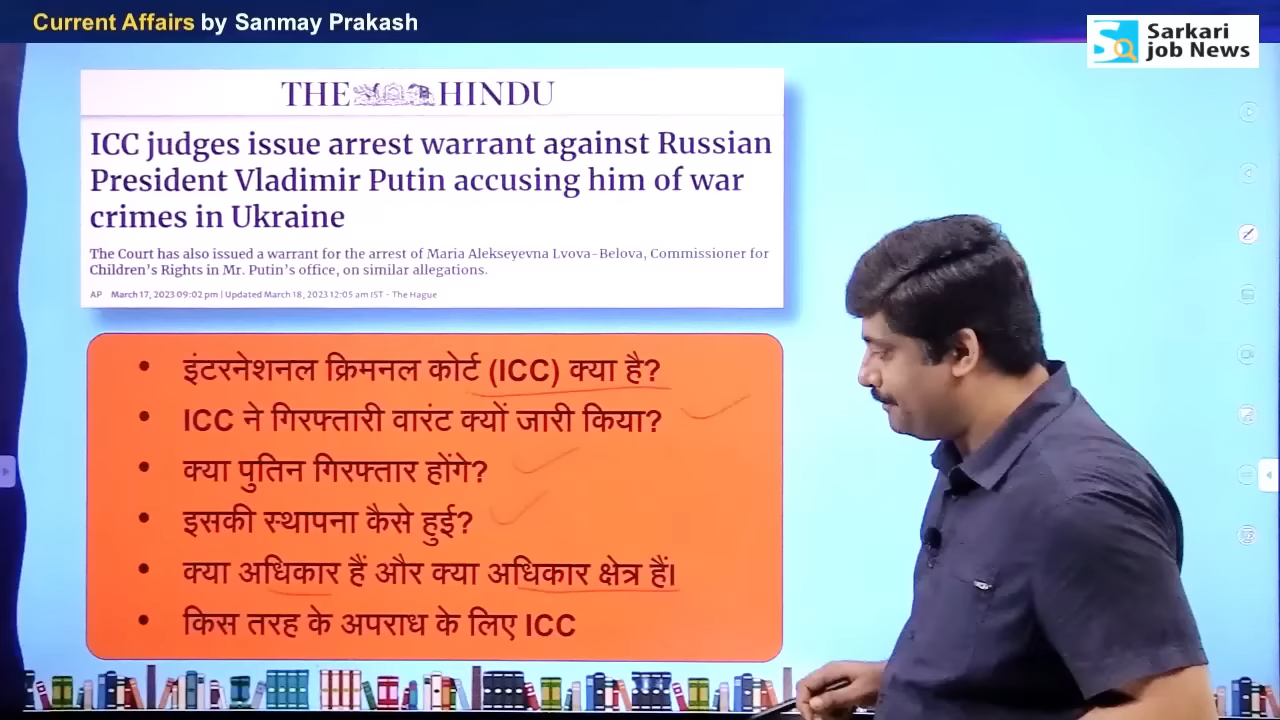 Current Affairs by Sanmay Prakash
Sarkari
job News
THE HINDU
ICC judges issue arrest warrant against Russian
President Vladimir Putin accusing him of war
crimes in Ukraine
The Court has also issued a warrant for the arrest of Maria Alekseyevna Lvova-Belova, Commissioner for
Children's Rights in Mr. Putin's office, on similar allegations.
AP March 17, 2023 09:02 pm | Updated March 18, 2023 12:05 am IST - The Hague
• इंटरनेशनल क्रिमनल कोर्ट (ICC) क्या है?
• ICC ने गिरफ्तारी वारंट क्यों जारी किया?
• क्या पुतिन गिरफ्तार होंगे?
• इसकी स्थापना कैसे हुई?
• क्या अधिकार हैं और क्या अधिकार क्षेत्र हैं।
• किस तरह के अपराध के लिए ICC